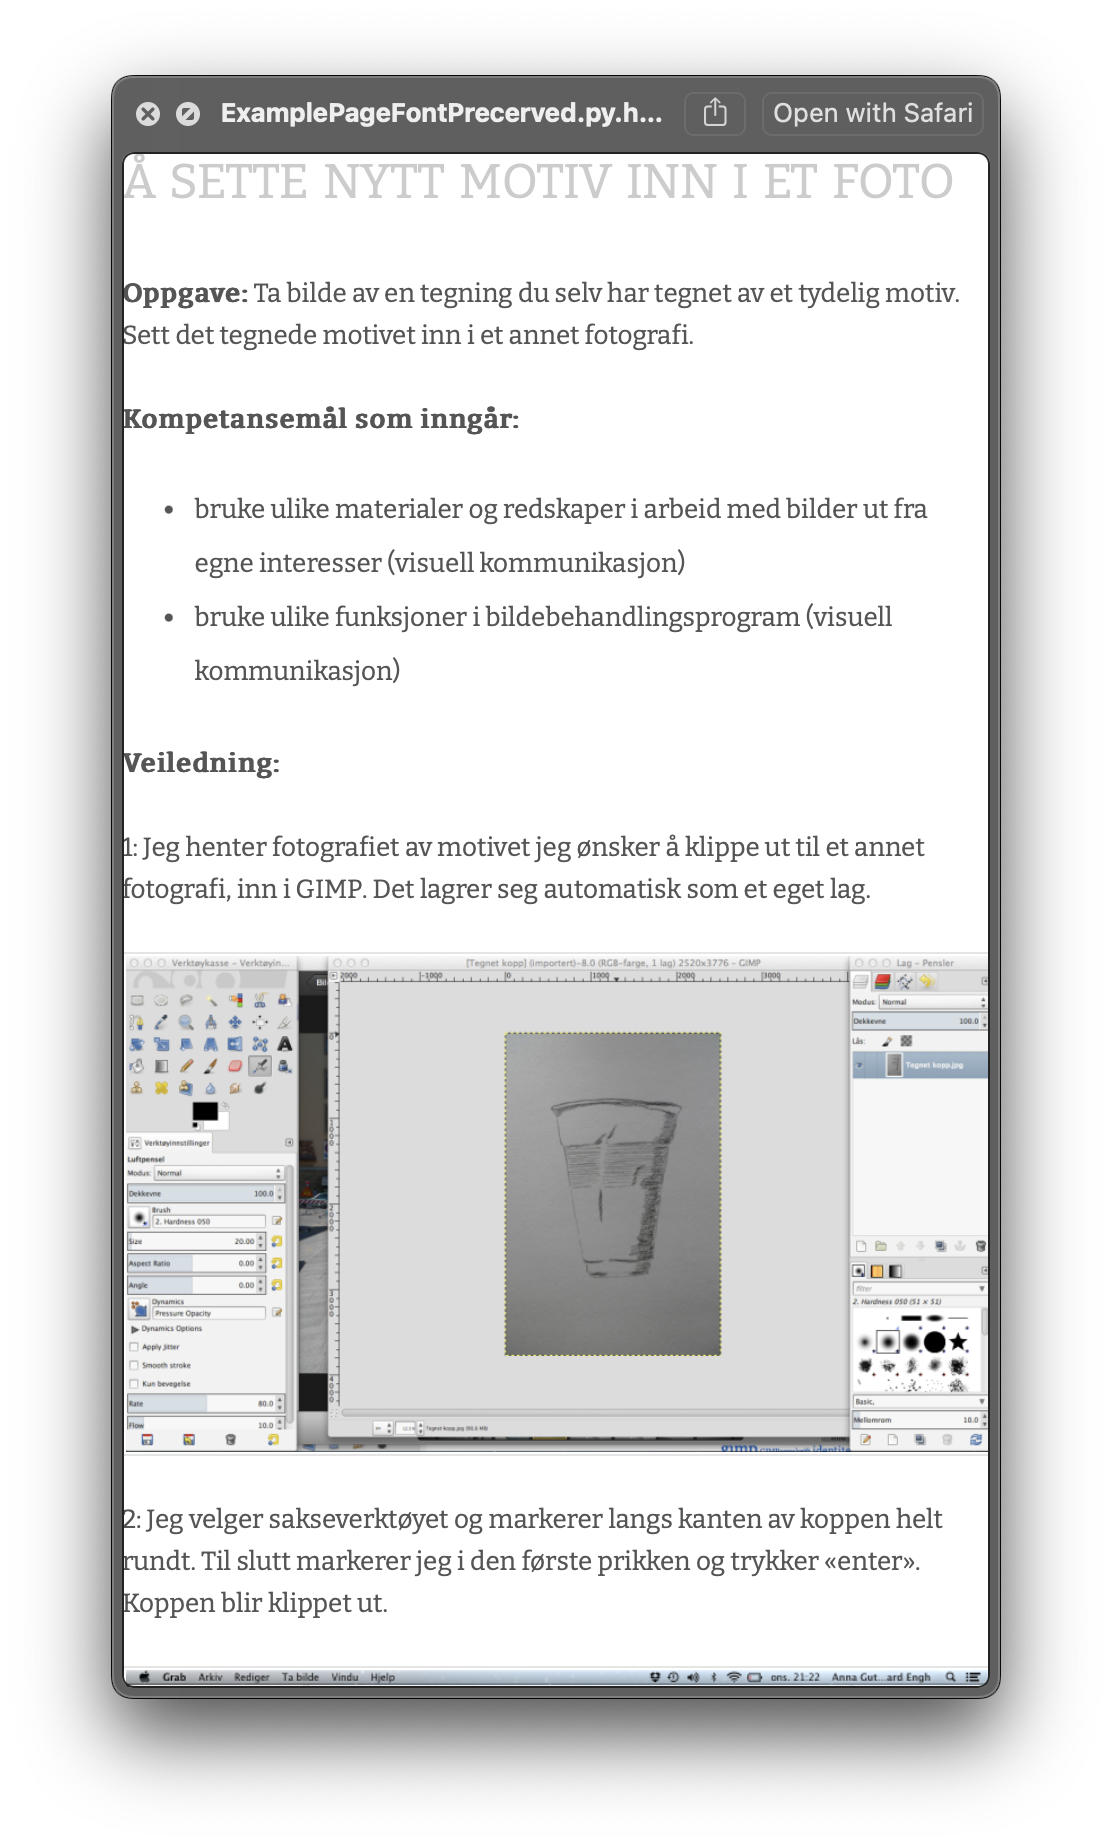 ExamplePageFontPrecerved.py.h...
Open with Safari
Å SETTE NYTT MOTIV INN I ET FOTO
Oppgave: Ta bilde av en tegning du selv har tegnet av et tydelig motiv.
Sett det tegnede motivet inn i et annet fotografi.
Kompetansemål som inngår:
• bruke ulike materialer og redskaper i arbeid med bilder ut fra
egne interesser (visuell kommunikasjon)
• bruke ulike funksjoner i bildebehandlingsprogram (visuell
kommunikasjon)
Veiledning:
1: Jeg henter fotografiet av motivet jeg ønsker å klippe ut til et annet
fotografi, inn i GIMP. Det lagrer seg automatisk som et eget lag.
Verktøykasse – Verktøyin...
[Tegnet kopp] (importert)-8.0 (RGB-farge, 1 lag) 2520x3776 – GIMP
Lag – Pensler
2000 -1000 0 1000 2000 3000
Modus: Normal
Dekkevne 100.0
Lås:
Tegnet kopp.jpg
Verktøyinnstillinger
Luftpensel
Modus: Normal
Dekkevne 100.0
Brush
2. Hardness 050
Size 20.00
Aspect Ratio 0.00
Angle 0.00
Dynamics
Pressure Opacity
Dynamics Options
Apply Jitter
Smooth stroke
Kun bevegelse
Rate 80.0
Flow 10.0
filter
2. Hardness 050 (51 × 51)
Basic,
Mellomrom 10.0
2: Jeg velger sakseverktøyet og markerer langs kanten av koppen helt
rundt. Til slutt markerer jeg i den første prikken og trykker «enter».
Koppen blir klippet ut.
Grab Arkiv Rediger Ta bilde Vindu Hjelp ons. 21:22 Anna Gut...ard Engh